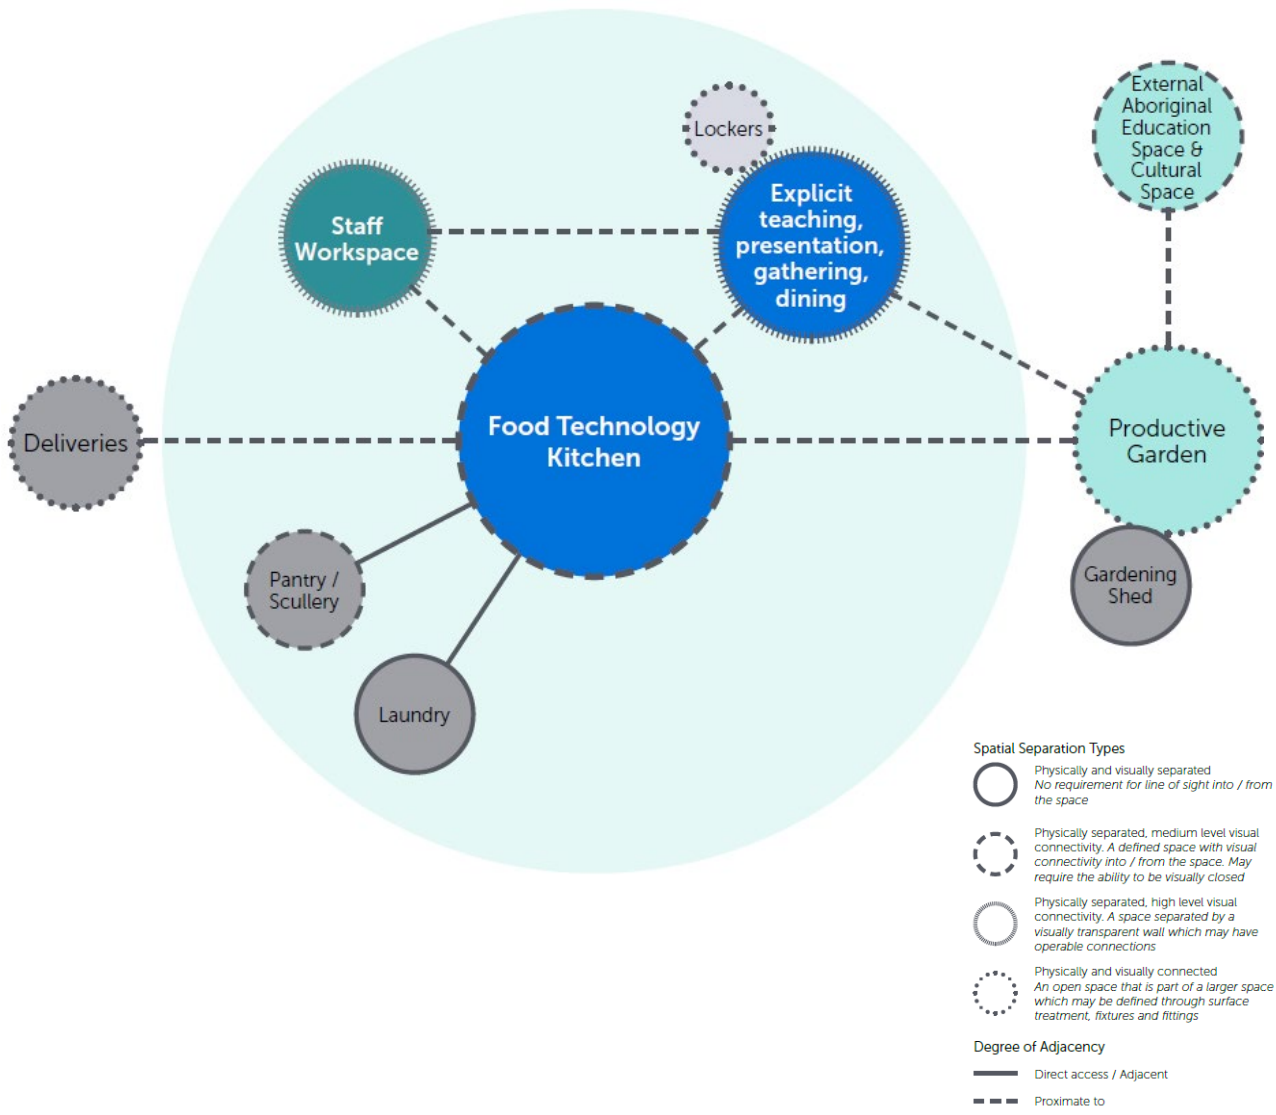 External
Aboriginal
Education
Space &
Cultural
Space
Lockers
Explicit
teaching,
presentation,
gathering,
dining
Staff
Workspace
Food Technology
Kitchen
Deliveries
Productive
Garden
Pantry /
Scullery
Gardening
Shed
Laundry
Spatial Separation Types
Physically and visually separated
No requirement for line of sight into / from
the space
Physically separated, medium level visual
connectivity. A defined space with visual
connectivity into / from the space. May
require the ability to be visually closed
Physically separated, high level visual
connectivity. A space separated by a
visually transparent wall which may have
operable connections
Physically and visually connected
An open space that is part of a larger space
which may be defined through surface
treatment, fixtures and fittings
Degree of Adjacency
Direct access / Adjacent
Proximate to